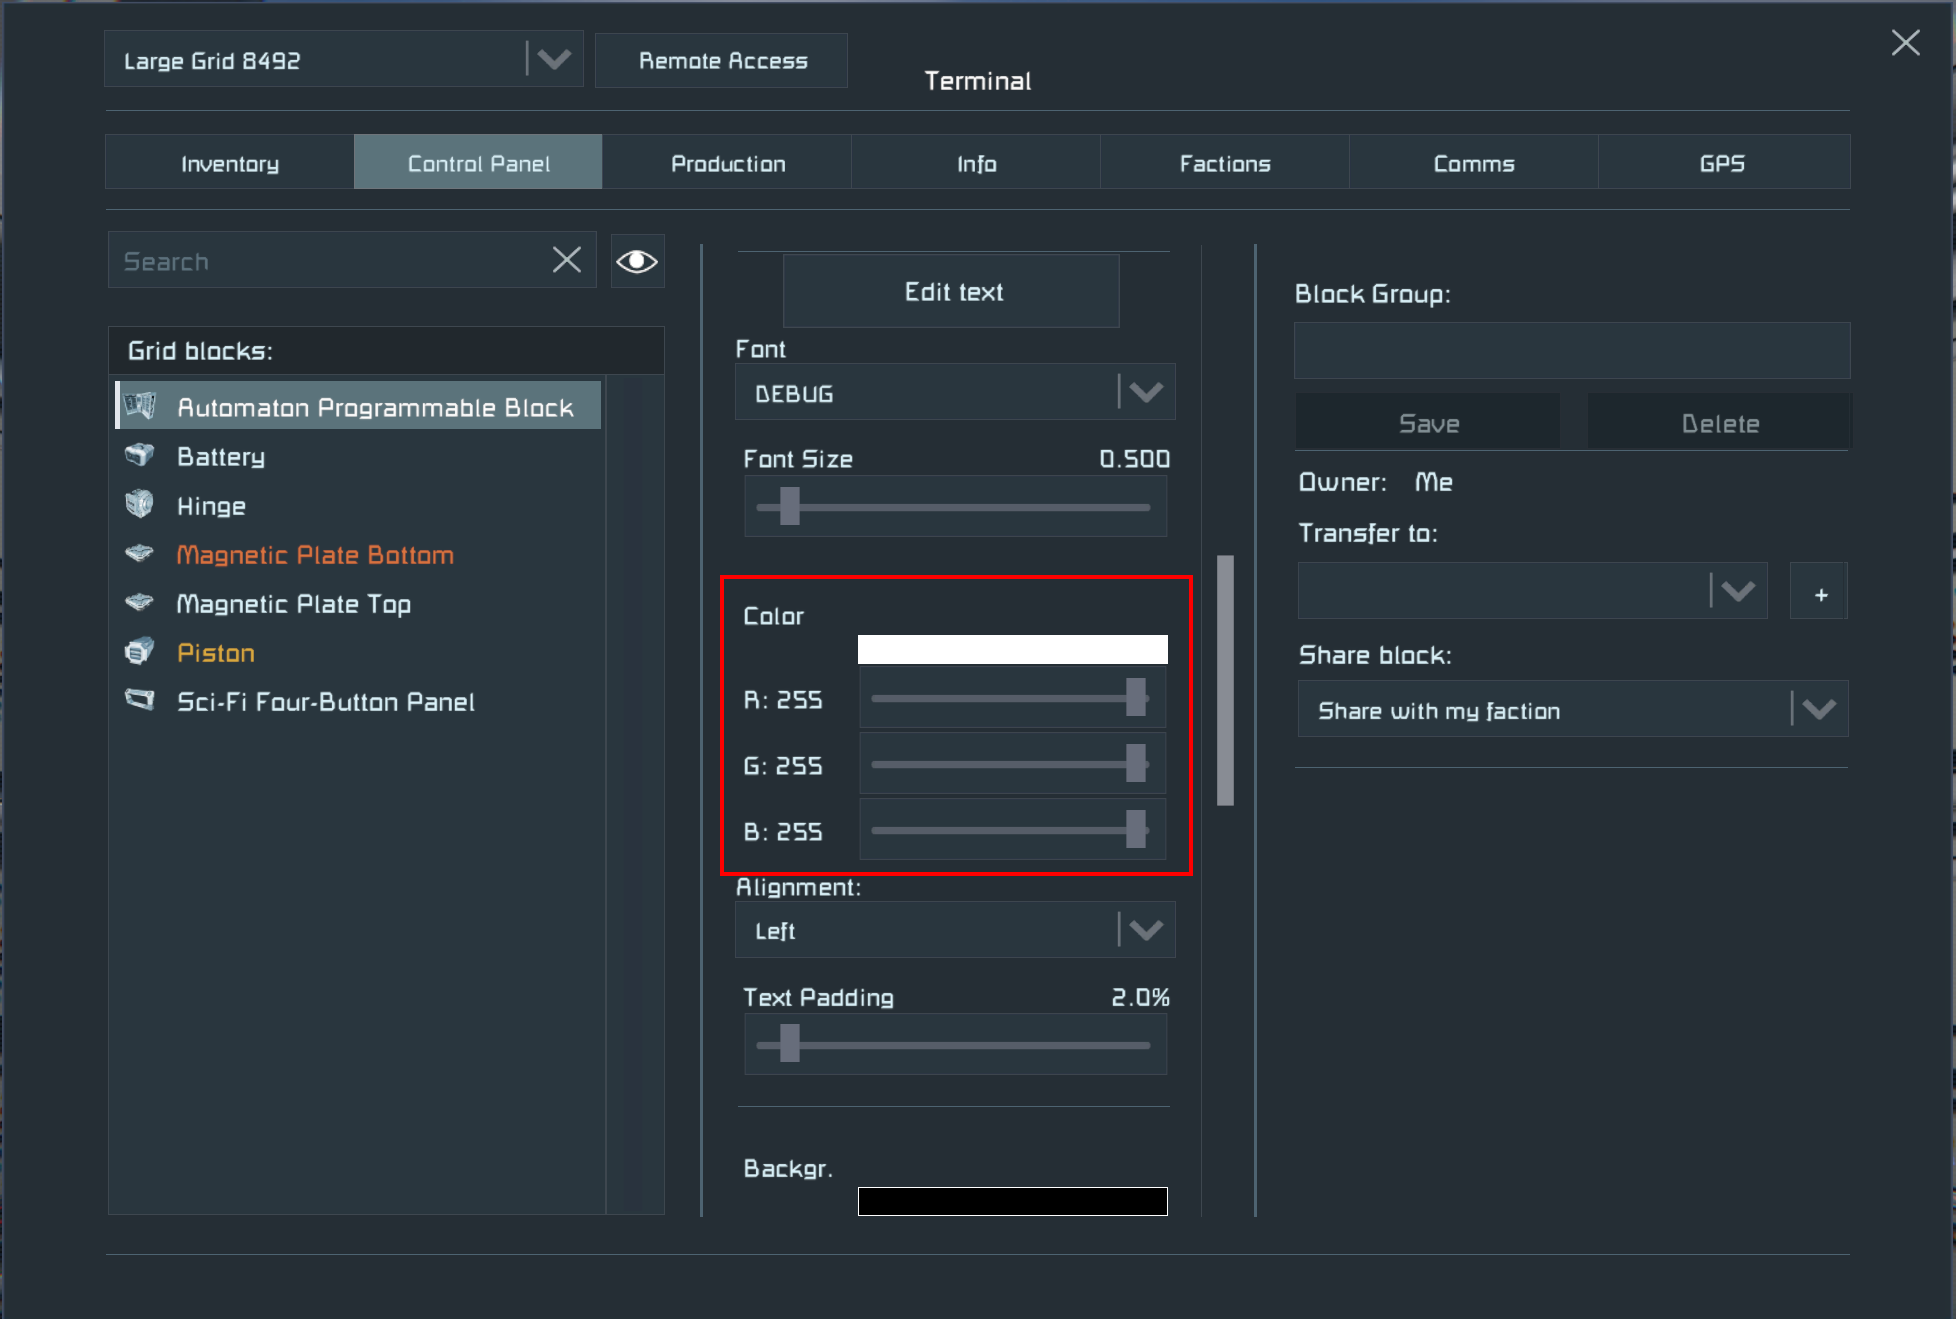 Large Grid 8492
Remote Access
Terminal
Inventory
Control Panel
Production
Info
Factions
Comms
GPS
Search
Grid blocks:
Automaton Programmable Block
Battery
Hinge
Magnetic Plate Bottom
Magnetic Plate Top
Piston
Sci-Fi Four-Button Panel
Edit text
Font
DEBUG
Font Size 0.500
Color
R: 255
G: 255
B: 255
Alignment:
Left
Text Padding 2.0%
Backgr.
Block Group:
Save
Delete
Owner: Me
Transfer to:
+
Share block:
Share with my faction